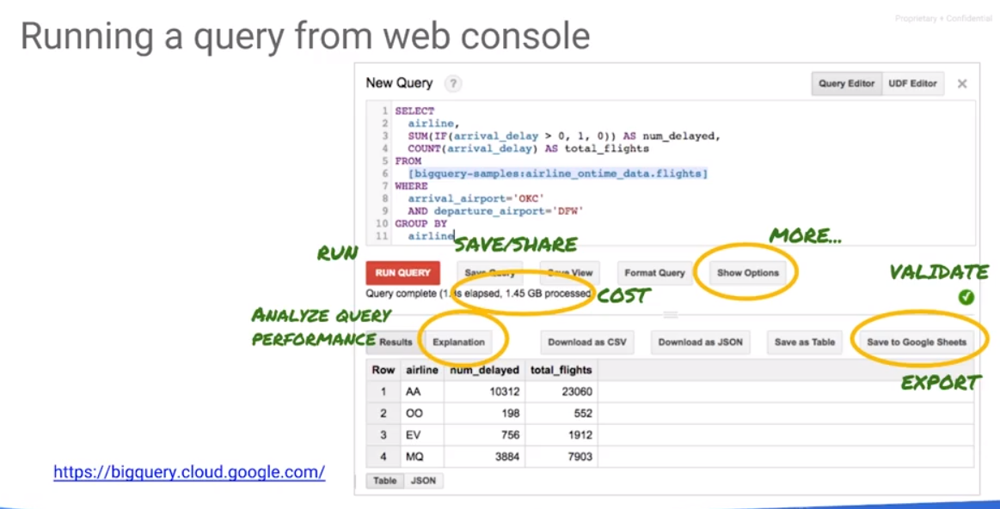 Proprietary + Confidential
Running a query from web console
New Query ?
Query Editor UDF Editor ×
1 SELECT
2 airline,
3 SUM(IF(arrival_delay > 0, 1, 0)) AS num_delayed,
4 COUNT(arrival_delay) AS total_flights
5 FROM
6 [bigquery-samples:airline_ontime_data.flights]
7 WHERE
8 arrival_airport='OKC'
9 AND departure_airport='DFW'
10 GROUP BY
11 airline
RUN
SAVE/SHARE
MORE...
RUN QUERY Save Query Save View Format Query Show Options
VALIDATE
Query complete (1. s elapsed, 1.45 GB processed
COST
ANALYZE QUERY
PERFORMANCE
Results Explanation Download as CSV Download as JSON Save as Table Save to Google Sheets
EXPORT
Row airline num_delayed total_flights
1 AA 10312 23060
2 OO 198 552
3 EV 756 1912
4 MQ 3884 7903
Table JSON
https://bigquery.cloud.google.com/